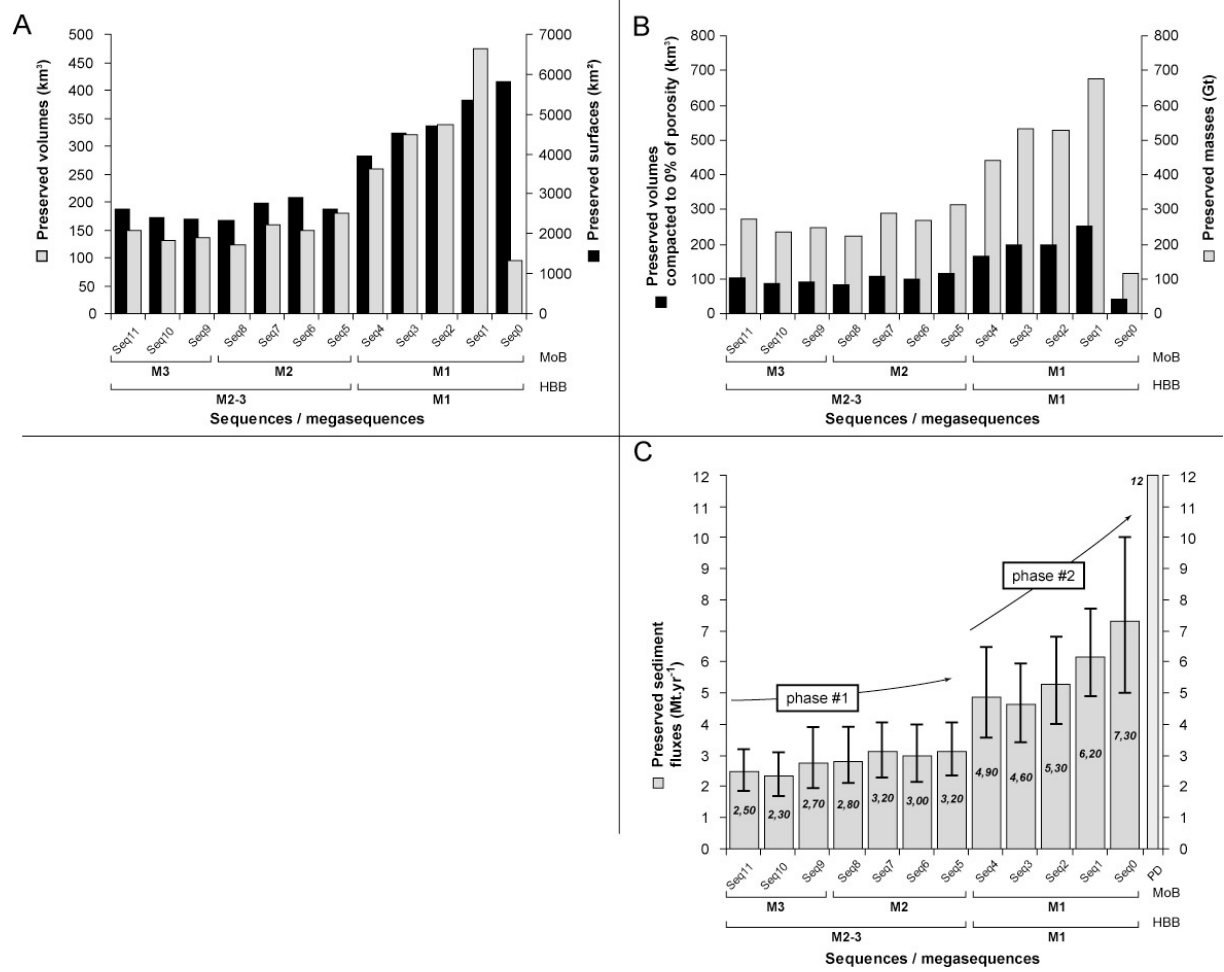 A
Preserved volumes (km³)
500
450
400
350
300
250
200
150
100
50
0
7000
6000
5000
4000
3000
2000
1000
0
Preserved surfaces (km²)
Seq11 Seq10 Seq9 Seq8 Seq7 Seq6 Seq5 Seq4 Seq3 Seq2 Seq1 Seq0
MoB
M3 M2 M1
HBB
M2-3 M1
Sequences / megasequences
B
Preserved volumes
compacted to 0% of porosity (km³)
800
700
600
500
400
300
200
100
0
800
700
600
500
400
300
200
100
0
Preserved masses (Gt)
Seq11 Seq10 Seq9 Seq8 Seq7 Seq6 Seq5 Seq4 Seq3 Seq2 Seq1 Seq0
MoB
M3 M2 M1
HBB
M2-3 M1
Sequences / megasequences
C
Preserved sediment
fluxes (Mt.yr⁻¹)
12
11
10
9
8
7
6
5
4
3
2
1
0
phase #1
phase #2
12
2,50 2,30 2,70 2,80 3,20 3,00 3,20 4,90 4,60 5,30 6,20 7,30
12
11
10
9
8
7
6
5
4
3
2
1
0
Seq11 Seq10 Seq9 Seq8 Seq7 Seq6 Seq5 Seq4 Seq3 Seq2 Seq1 Seq0 PD
MoB
M3 M2 M1
HBB
M2-3 M1
Sequences / megasequences